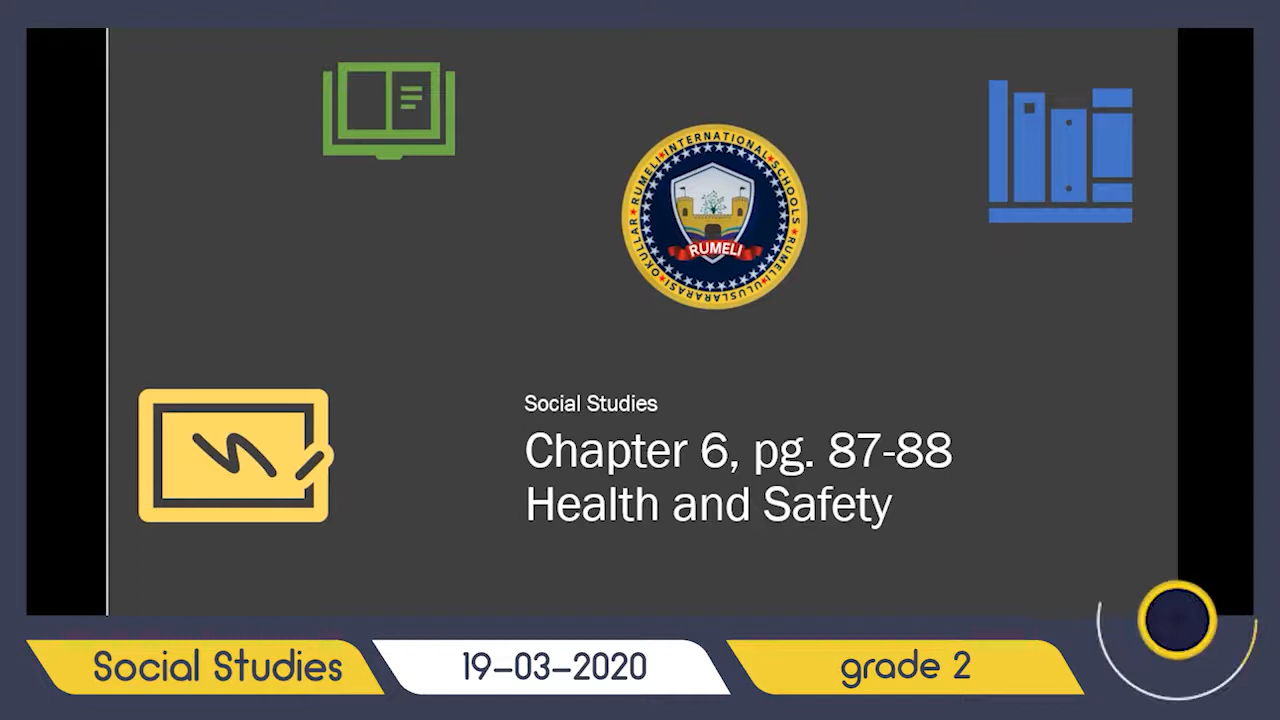 RUMELI INTERNATIONAL SCHOOLS
RUMELI ULUSLARARASI OKULLAR
RUMELI
Social Studies
Chapter 6, pg. 87-88
Health and Safety
Social Studies
19-03-2020
grade 2